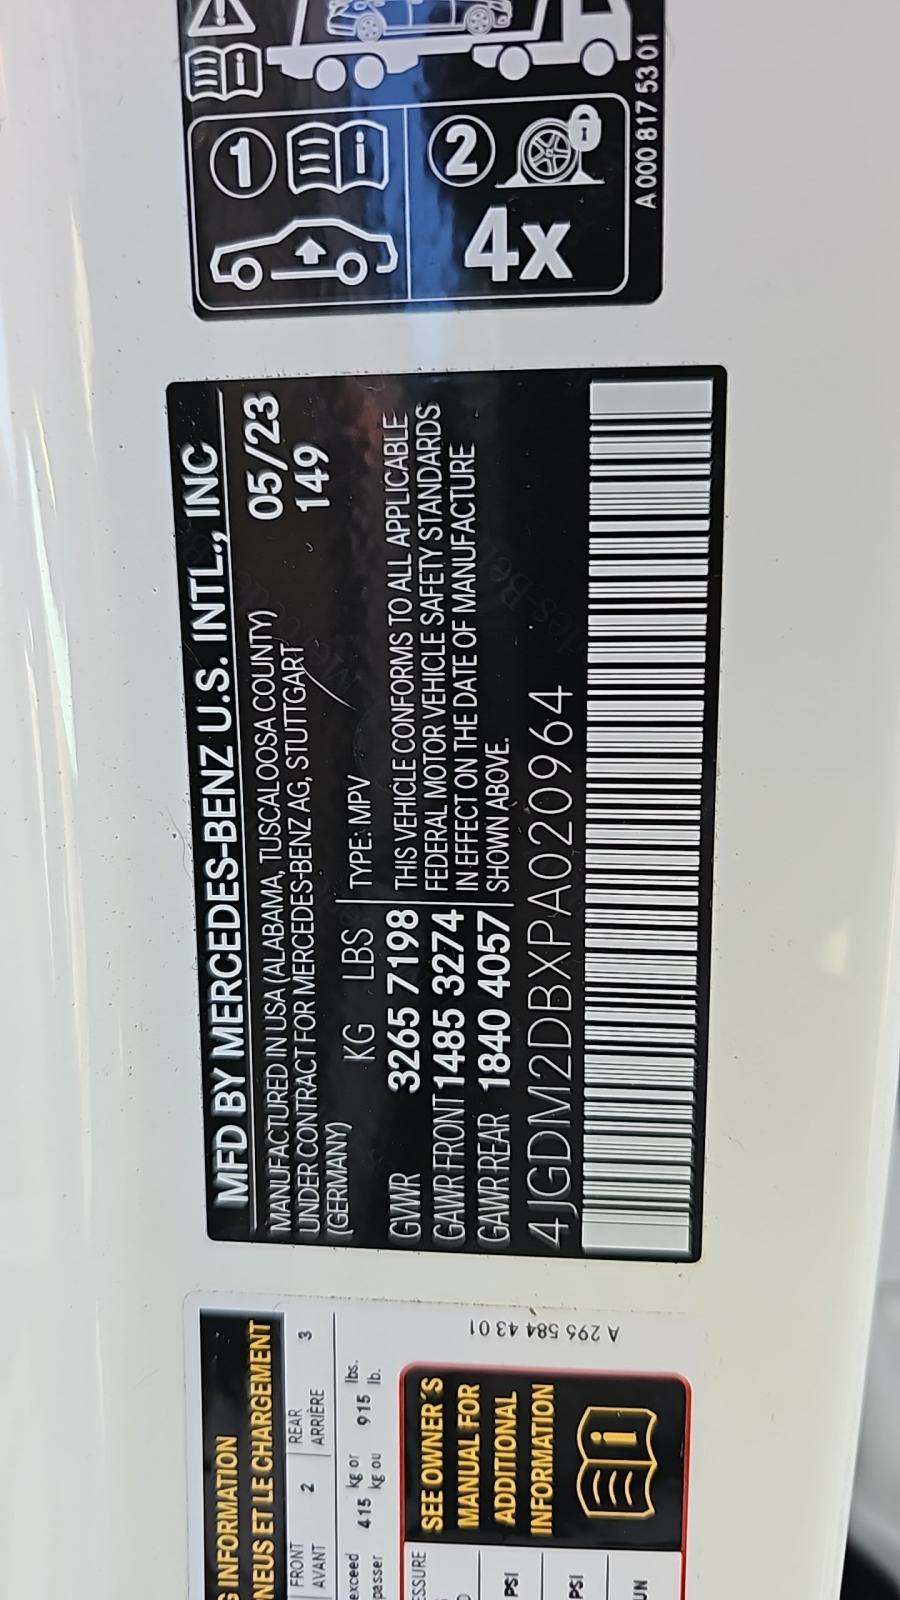 MFD BY MERCEDES-BENZ U.S. INTL., INC
MANUFACTURED IN USA (ALABAMA, TUSCALOOSA COUNTY) 05/23
UNDER CONTRACT FOR MERCEDES-BENZ AG, STUTTGART 149
(GERMANY)
KG LBS TYPE: MPV
GVWR 3265 7198 THIS VEHICLE CONFORMS TO ALL APPLICABLE
FEDERAL MOTOR VEHICLE SAFETY STANDARDS
GAWR FRONT 1485 3274 IN EFFECT ON THE DATE OF MANUFACTURE
GAWR REAR 1840 4057 SHOWN ABOVE.
4JGDM2DBXPA020964
1 2
4x
A 000 817 53 01
INFORMATION
ET LE CHARGEMENT
FRONT 2 REAR 3
AVANT ARRIÈRE
exceed 415 kg or 915 lbs.
kg ou lb.
A 295 584 43 01
SEE OWNER'S
MANUAL FOR
ADDITIONAL
INFORMATION
PSI
PSI